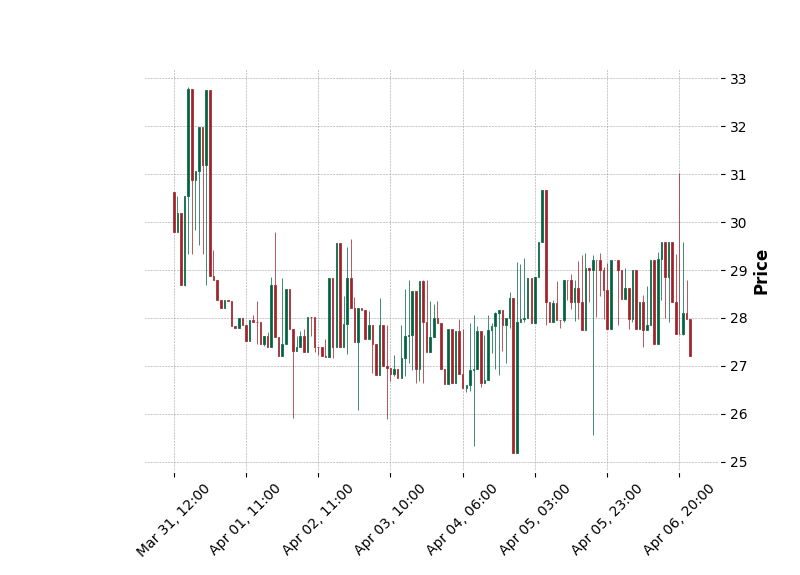 33
32
31
30
29
28
27
26
25
Price
Mar 31, 12:00
Apr 01, 11:00
Apr 02, 11:00
Apr 03, 10:00
Apr 04, 06:00
Apr 05, 03:00
Apr 05, 23:00
Apr 06, 20:00